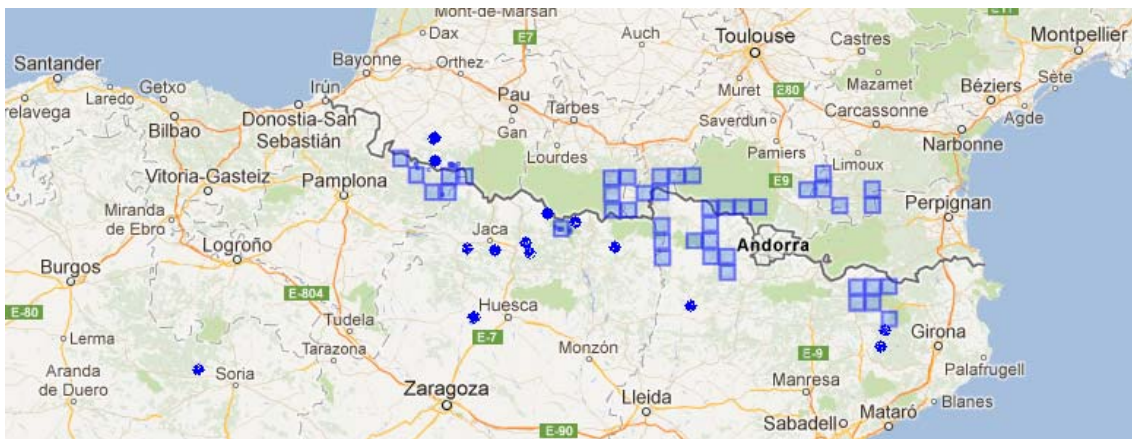 Mont-de-Marsan
Dax
E7
Auch
Toulouse
Castres
Montpellier
Santander
Bayonne
Orthez
Muret
E80
Mazamet
Sète
Béziers
Laredo
Getxo
Irún
Pau
Tarbes
Agde
relavega
Bilbao
Donostia-San
Sebastián
Gan
Saverdun
Carcassonne
Narbonne
Lourdes
Pamiers
Limoux
Vitoria-Gasteiz
Pamplona
E9
Miranda
de Ebro
Perpignan
Logroño
Jaca
Andorra
Burgos
E-804
Huesca
E-80
Lerma
Tudela
E-7
Girona
Tarazona
Monzón
E-9
Palafrugell
Aranda
de Duero
Soria
Manresa
Zaragoza
Lleida
Blanes
Sabadell
Mataró
E-90